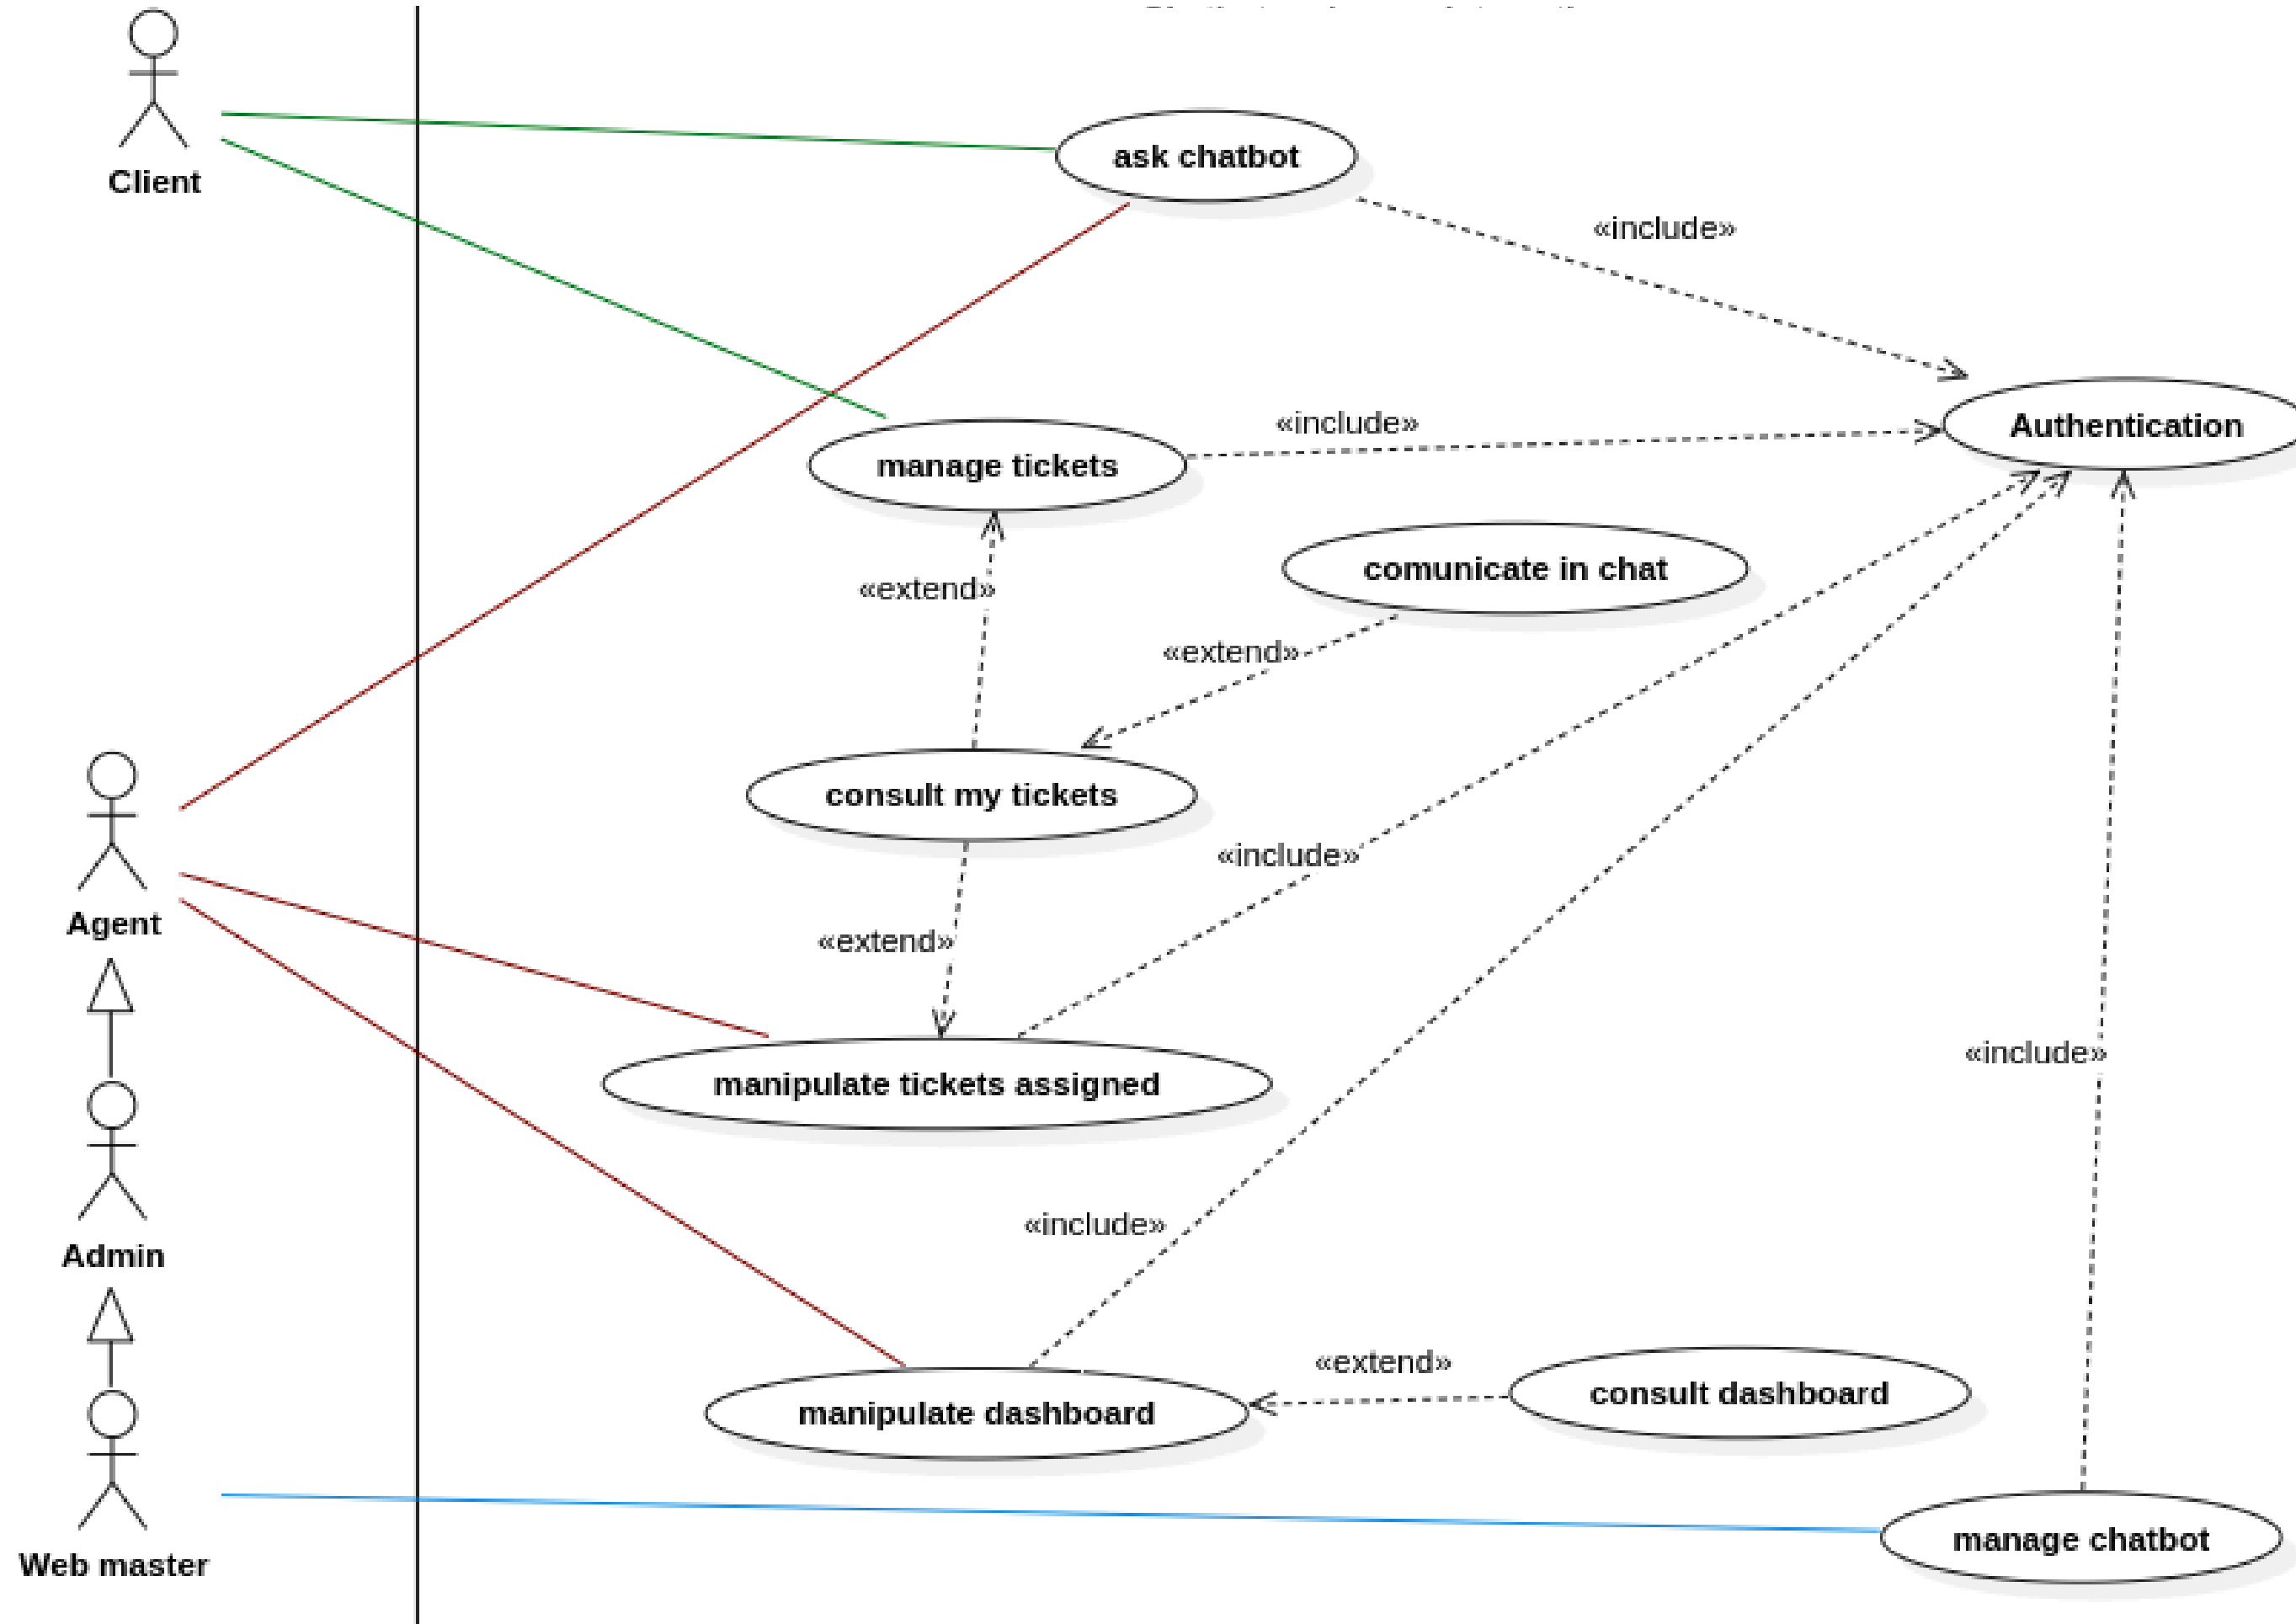 Client
ask chatbot
«include»
«include»
Authentication
manage tickets
comunicate in chat
«extend»
«extend»
consult my tickets
«include»
Agent
«extend»
«include»
manipulate tickets assigned
«include»
Admin
«extend»
consult dashboard
manipulate dashboard
manage chatbot
Web master